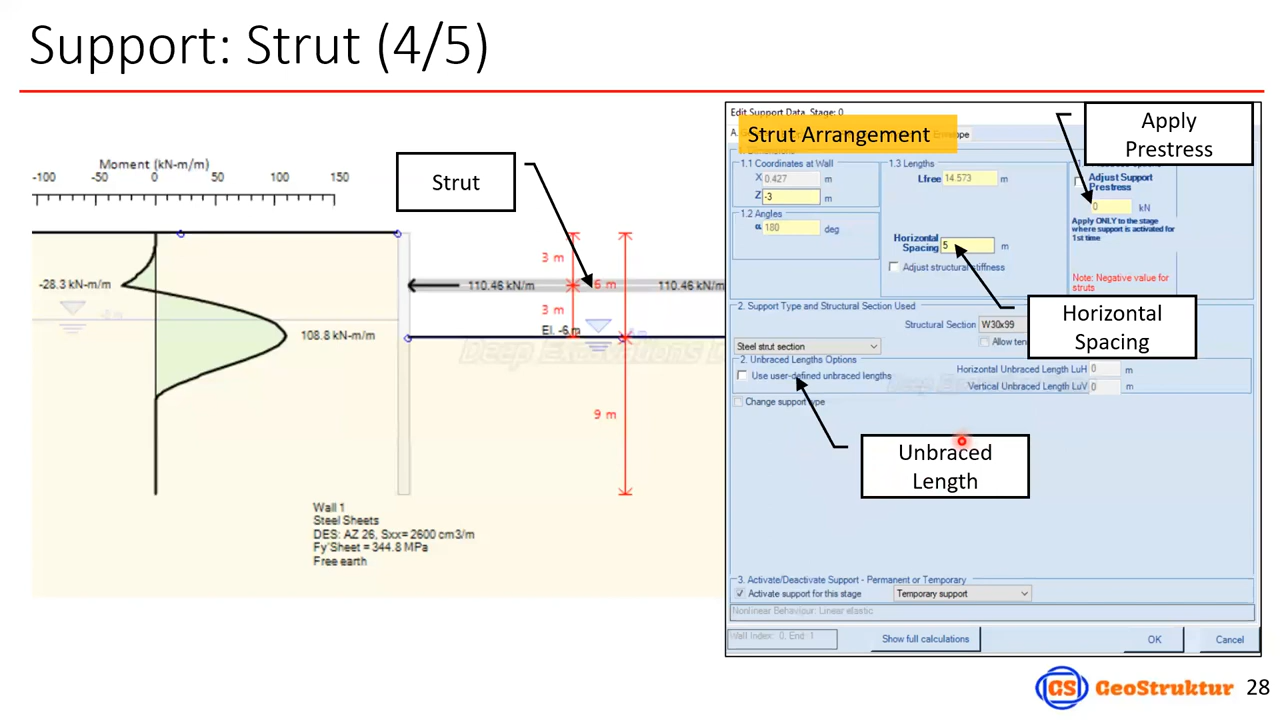 Support: Strut (4/5)
Moment (kN-m/m)
-100 -50 0 50 100 150
-28.3 kN-m/m
108.8 kN-m/m
Strut
3 m
110.46 kN/m
6 m
110.46 kN/m
3 m
El. -6 m
Deep Excavations
9 m
Wall 1
Steel Sheets
DES: AZ 26, Sxx= 2600 cm3/m
Fy'Sheet = 344.8 MPa
Free earth
Edit Support Data, Stage: 0
Strut Arrangement
Apply
Prestress
1.1 Coordinates at Wall
X 0.427 m
Z -3 m
1.2 Angles
α 180 deg
1.3 Lengths
Lfree 14.573 m
Horizontal
Spacing 5 m
Adjust structural stiffness
Adjust Support
Prestress
0 kN
Apply ONLY to the stage
where support is activated for
1st time
Note: Negative value for
struts
Horizontal
Spacing
2. Support Type and Structural Section Used
Structural Section W30x99
Allow ten
Steel strut section
2. Unbraced Lengths Options
Use user-defined unbraced lengths
Horizontal Unbraced Length LuH 0 m
Vertical Unbraced Length LuV 0 m
Change support type
Unbraced
Length
3. Activate/Deactivate Support - Permanent or Temporary
Activate support for this stage
Temporary support
Nonlinear Behaviour: Linear elastic
Wall Index: 0, End: 1
Show full calculations
OK
Cancel
GS GeoStruktur 28